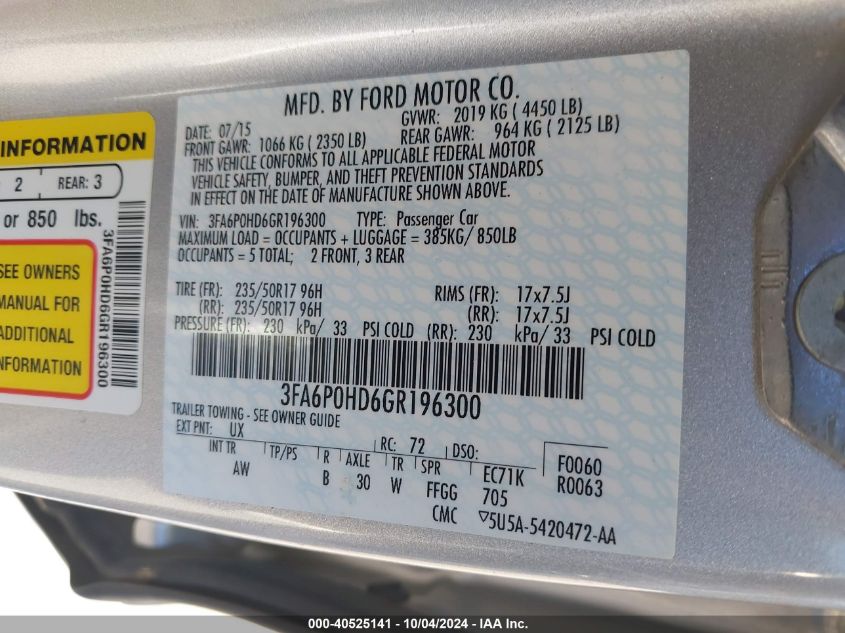 INFORMATION
2 REAR: 3
or 850 lbs.
SEE OWNERS
MANUAL FOR
ADDITIONAL
INFORMATION
3FA6P0HD6GR196300
MFD. BY FORD MOTOR CO.
DATE: 07/15 GVWR: 2019 KG ( 4450 LB)
FRONT GAWR: 1066 KG ( 2350 LB) REAR GAWR: 964 KG ( 2125 LB)
THIS VEHICLE CONFORMS TO ALL APPLICABLE FEDERAL MOTOR
VEHICLE SAFETY, BUMPER, AND THEFT PREVENTION STANDARDS
IN EFFECT ON THE DATE OF MANUFACTURE SHOWN ABOVE.
VIN: 3FA6P0HD6GR196300 TYPE: Passenger Car
MAXIMUM LOAD = OCCUPANTS + LUGGAGE = 385KG/ 850LB
OCCUPANTS = 5 TOTAL; 2 FRONT, 3 REAR
TIRE (FR): 235/50R17 96H RIMS (FR): 17x7.5J
(RR): 235/50R17 96H (RR): 17x7.5J
PRESSURE (FR): 230 kPa/ 33 PSI COLD (RR): 230 kPa/ 33 PSI COLD
3FA6P0HD6GR196300
TRAILER TOWING - SEE OWNER GUIDE
EXT PNT: UX RC: 72 DSO: F0060
INT TR TP/PS R AXLE TR SPR EC71K R0063
AW B 30 W FFGG 705
CMC ▽5U5A-5420472-AA
000-40525141 - 10/04/2024 - IAA Inc.